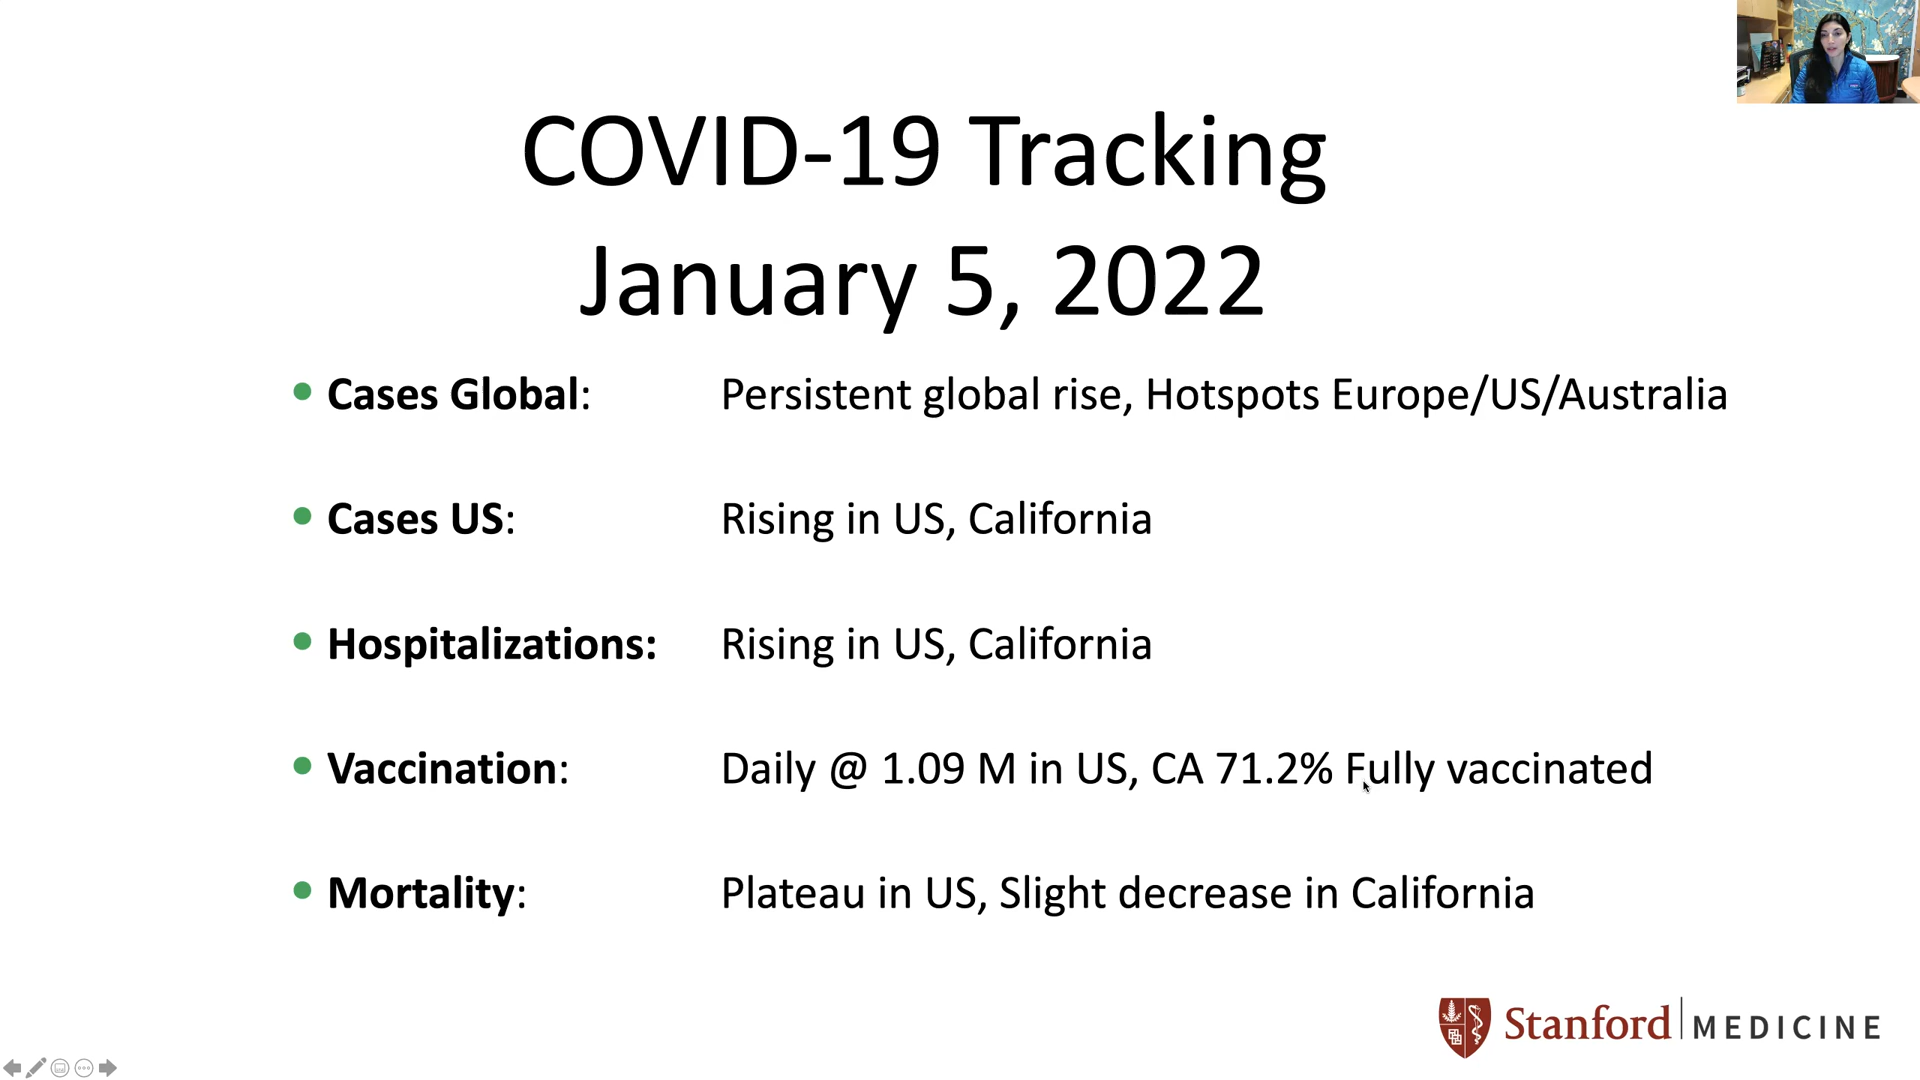 COVID-19 Tracking
January 5, 2022
• Cases Global: Persistent global rise, Hotspots Europe/US/Australia
• Cases US: Rising in US, California
• Hospitalizations: Rising in US, California
• Vaccination: Daily @ 1.09 M in US, CA 71.2% Fully vaccinated
• Mortality: Plateau in US, Slight decrease in California
Stanford MEDICINE